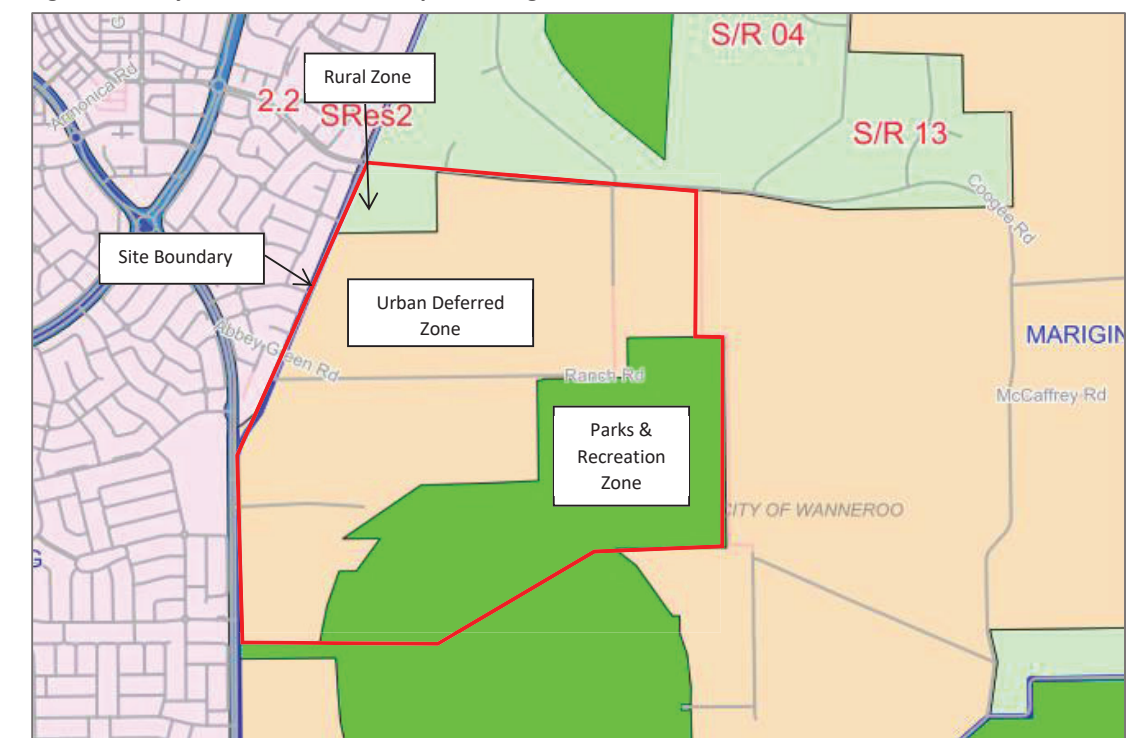 S/R 04
Rural Zone
Armonica Rd
2.2
SRes2
S/R 13
Coogee Rd
Site Boundary
Urban Deferred
Zone
MARIGIN
Abbey Green Rd
Ranch Rd
McCaffrey Rd
Parks &
Recreation
Zone
CITY OF WANNEROO
G